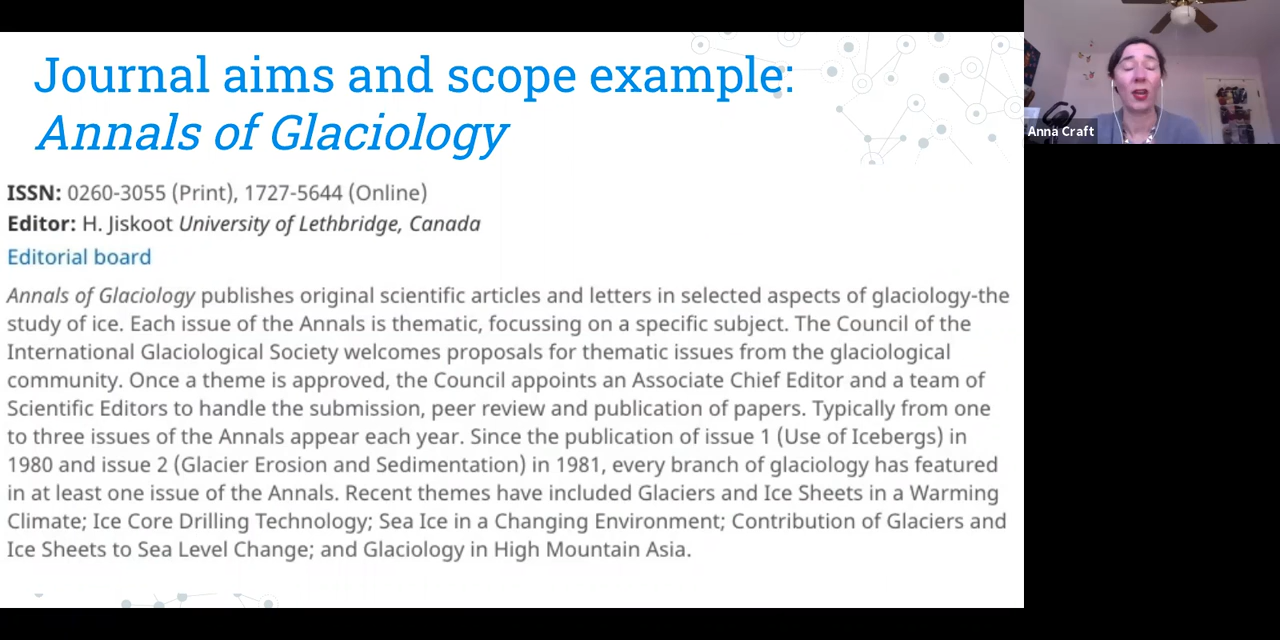 Journal aims and scope example:
Annals of Glaciology
ISSN: 0260-3055 (Print), 1727-5644 (Online)
Editor: H. Jiskoot University of Lethbridge, Canada
Editorial board
Annals of Glaciology publishes original scientific articles and letters in selected aspects of glaciology-the
study of ice. Each issue of the Annals is thematic, focussing on a specific subject. The Council of the
International Glaciological Society welcomes proposals for thematic issues from the glaciological
community. Once a theme is approved, the Council appoints an Associate Chief Editor and a team of
Scientific Editors to handle the submission, peer review and publication of papers. Typically from one
to three issues of the Annals appear each year. Since the publication of issue 1 (Use of Icebergs) in
1980 and issue 2 (Glacier Erosion and Sedimentation) in 1981, every branch of glaciology has featured
in at least one issue of the Annals. Recent themes have included Glaciers and Ice Sheets in a Warming
Climate; Ice Core Drilling Technology; Sea Ice in a Changing Environment; Contribution of Glaciers and
Ice Sheets to Sea Level Change; and Glaciology in High Mountain Asia.
Anna Craft